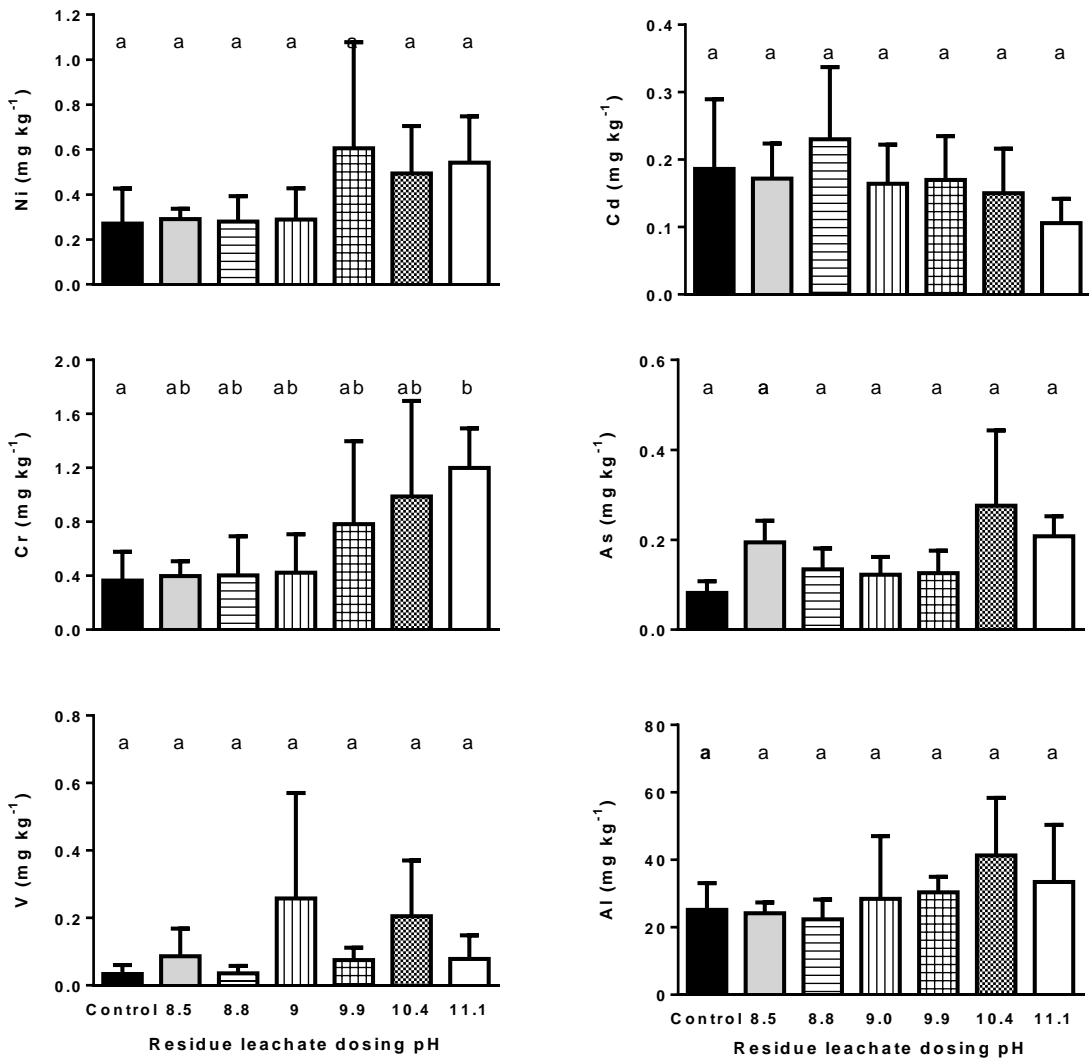 1.2
1.0
0.8
0.6
0.4
0.2
0.0
Ni (mg kg⁻¹)
a a a a a a a
0.4
0.3
0.2
0.1
0.0
Cd (mg kg⁻¹)
a a a a a a a
2.0
1.6
1.2
0.8
0.4
0.0
Cr (mg kg⁻¹)
a ab ab ab ab ab b
0.6
0.4
0.2
0.0
As (mg kg⁻¹)
a a a a a a a
0.8
0.6
0.4
0.2
0.0
V (mg kg⁻¹)
a a a a a a a
Control 8.5 8.8 9 9.9 10.4 11.1
Residue leachate dosing pH
80
60
40
20
0
Al (mg kg⁻¹)
a a a a a a a
Control 8.5 8.8 9.0 9.9 10.4 11.1
Residue leachate dosing pH